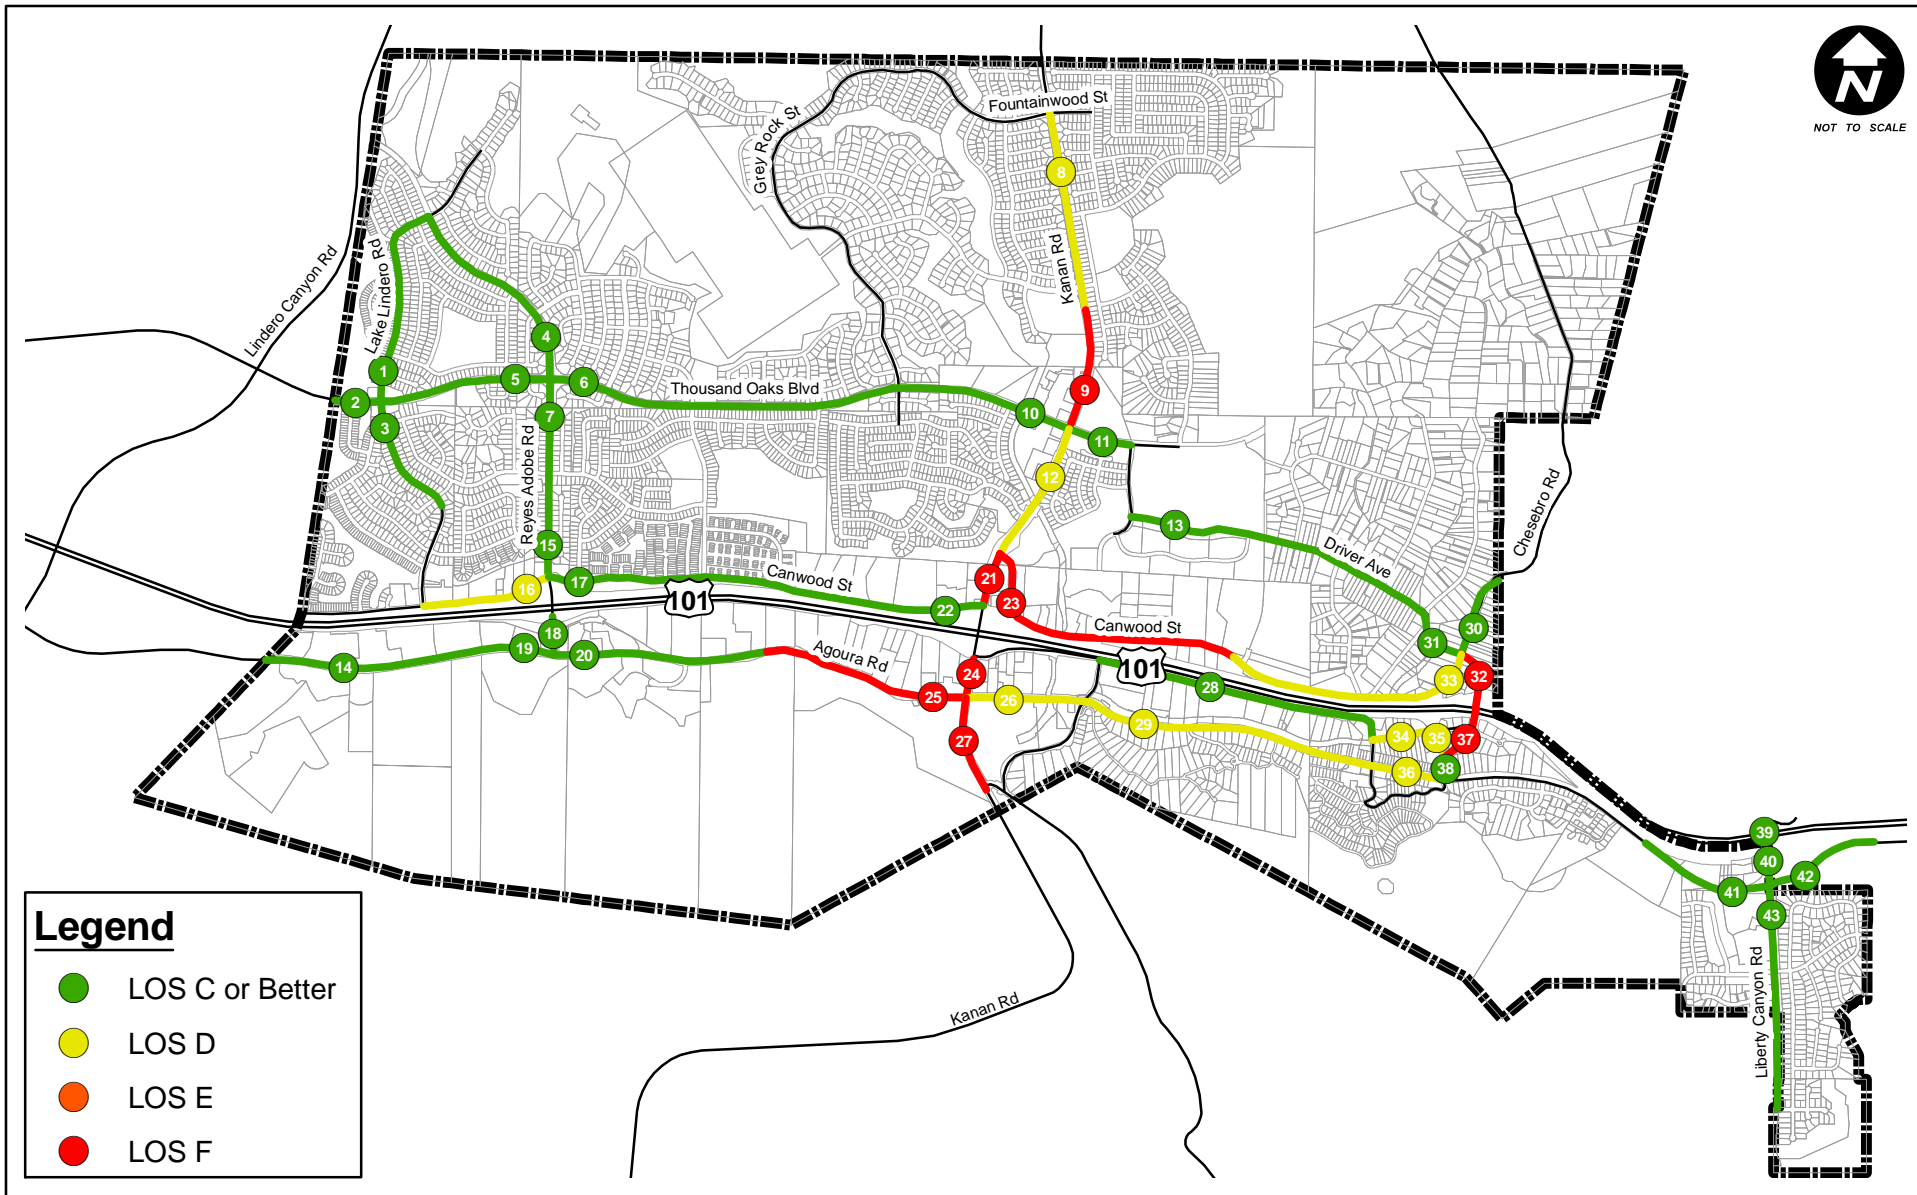 N
NOT TO SCALE
Fountainwood St
Grey Rock St
8
Kanan Rd
Lindero Canyon Rd
Lake Lindero Rd
4
1
5
6
Thousand Oaks Blvd
9
2
3
7
10
11
12
Reyes Adobe Rd
Chesebro Rd
13
15
Driver Ave
16
17
Canwood St
101
21
22
23
Canwood St
18
19
20
14
Agoura Rd
30
31
101
24
25
26
28
32
33
27
29
34
35
37
36
38
39
40
41
42
43
Liberty Canyon Rd
Kanan Rd
Legend
LOS C or Better
LOS D
LOS E
LOS F